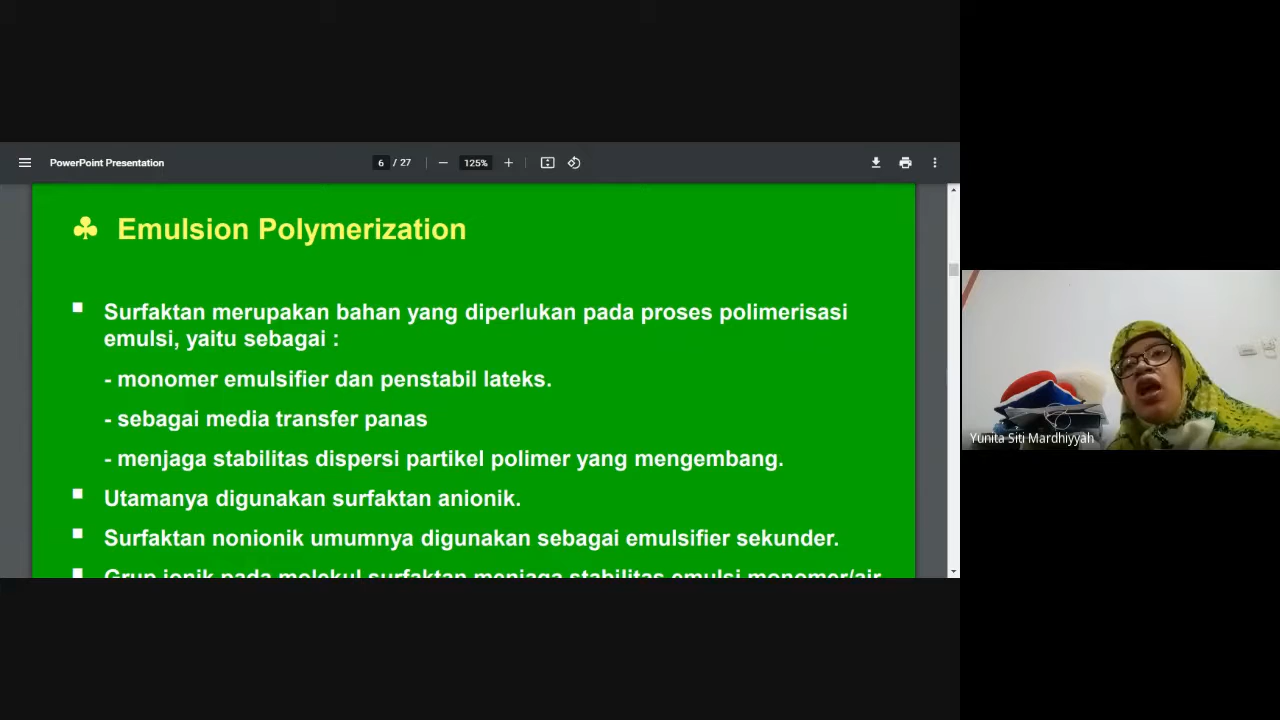 PowerPoint Presentation
6 / 27
125%
♣ Emulsion Polymerization
▪ Surfaktan merupakan bahan yang diperlukan pada proses polimerisasi
emulsi, yaitu sebagai :
- monomer emulsifier dan penstabil lateks.
- sebagai media transfer panas
- menjaga stabilitas dispersi partikel polimer yang mengembang.
▪ Utamanya digunakan surfaktan anionik.
▪ Surfaktan nonionik umumnya digunakan sebagai emulsifier sekunder.
▪ Grup ionik pada molekul surfaktan menjaga stabilitas emulsi monomer/air
Yunita Siti Mardhiyyah